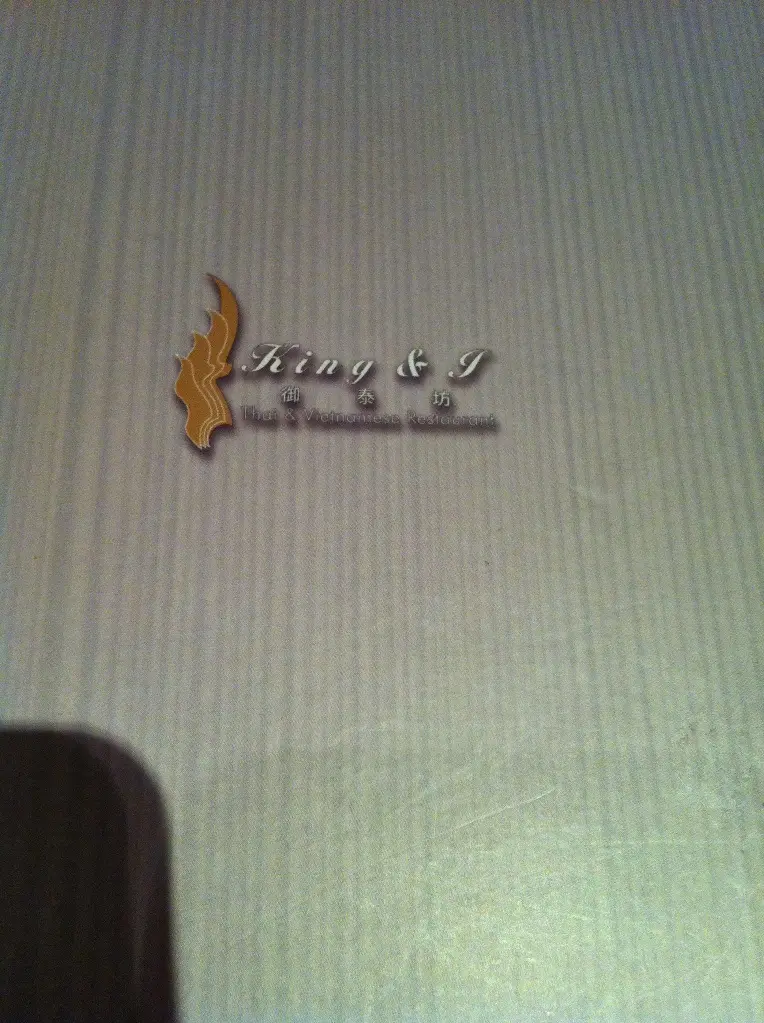 King & I
御泰坊
Thai & Vietnamese Restaurant